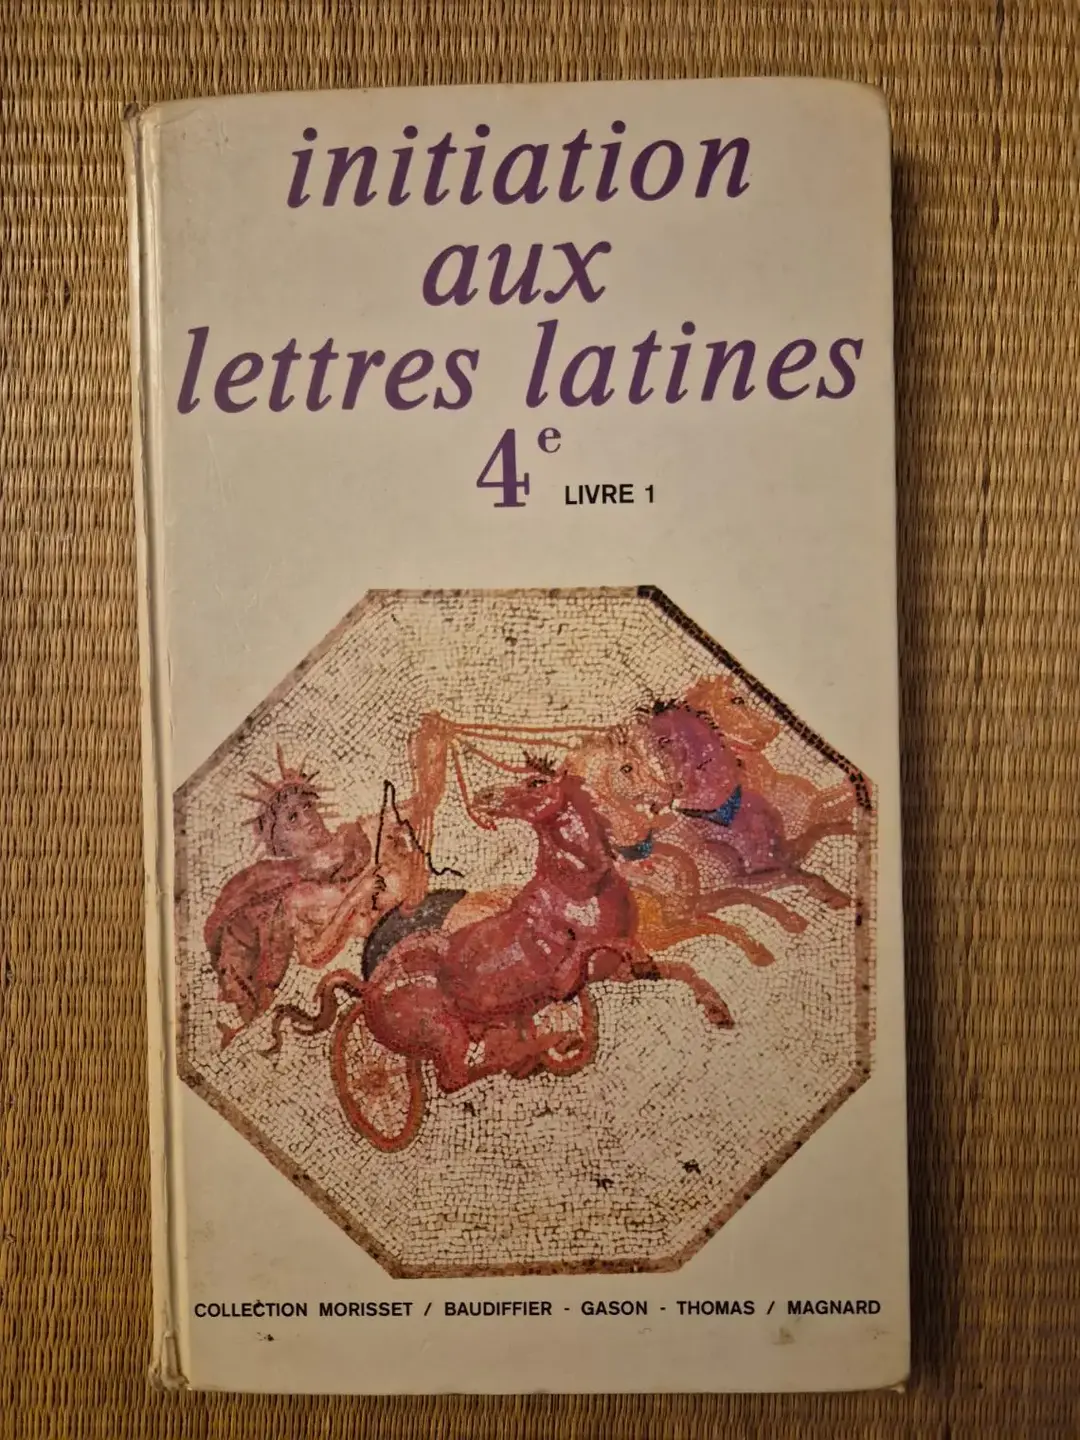 initiation
aux
lettres latines
4e LIVRE 1
COLLECTION MORISSET / BAUDIFFIER - GASON - THOMAS / MAGNARD